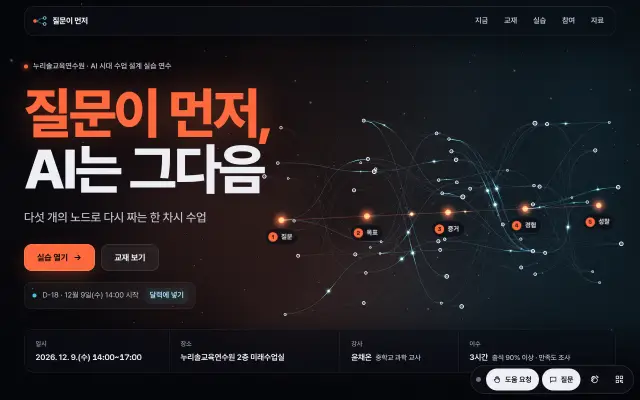 질문이 먼저
지금 교재 실습 참여 자료
누리솔교육연수원 · AI 시대 수업 설계 실습 연수
질문이 먼저,
AI는 그다음
다섯 개의 노드로 다시 짜는 한 차시 수업
실습 열기 →
교재 보기
D-18 · 12월 9일(수) 14:00 시작 달력에 넣기
1 질문
2 목표
3 증거
4 경험
5 성찰
일시
2026. 12. 9.(수) 14:00~17:00
장소
누리솔교육연수원 2층 미래수업실
강사
윤채온 중학교 과학 교사
이수
3시간 출석 90% 이상 · 만족도 조사
도움 요청
질문